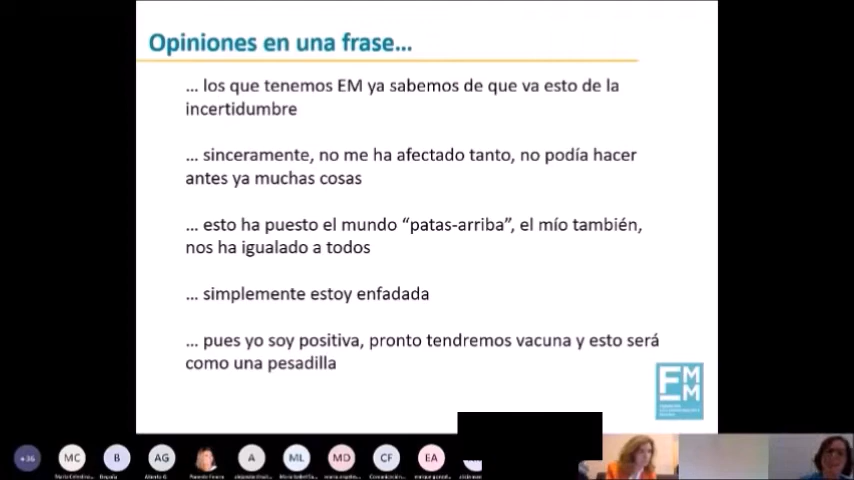 Opiniones en una frase...
... los que tenemos EM ya sabemos de que va esto de la
incertidumbre
... sinceramente, no me ha afectado tanto, no podía hacer
antes ya muchas cosas
... esto ha puesto el mundo “patas-arriba”, el mío también,
nos ha igualado a todos
... simplemente estoy enfadada
... pues yo soy positiva, pronto tendremos vacuna y esto será
como una pesadilla
EM
M
+36
MC
B
AG
A
ML
MD
CF
EA